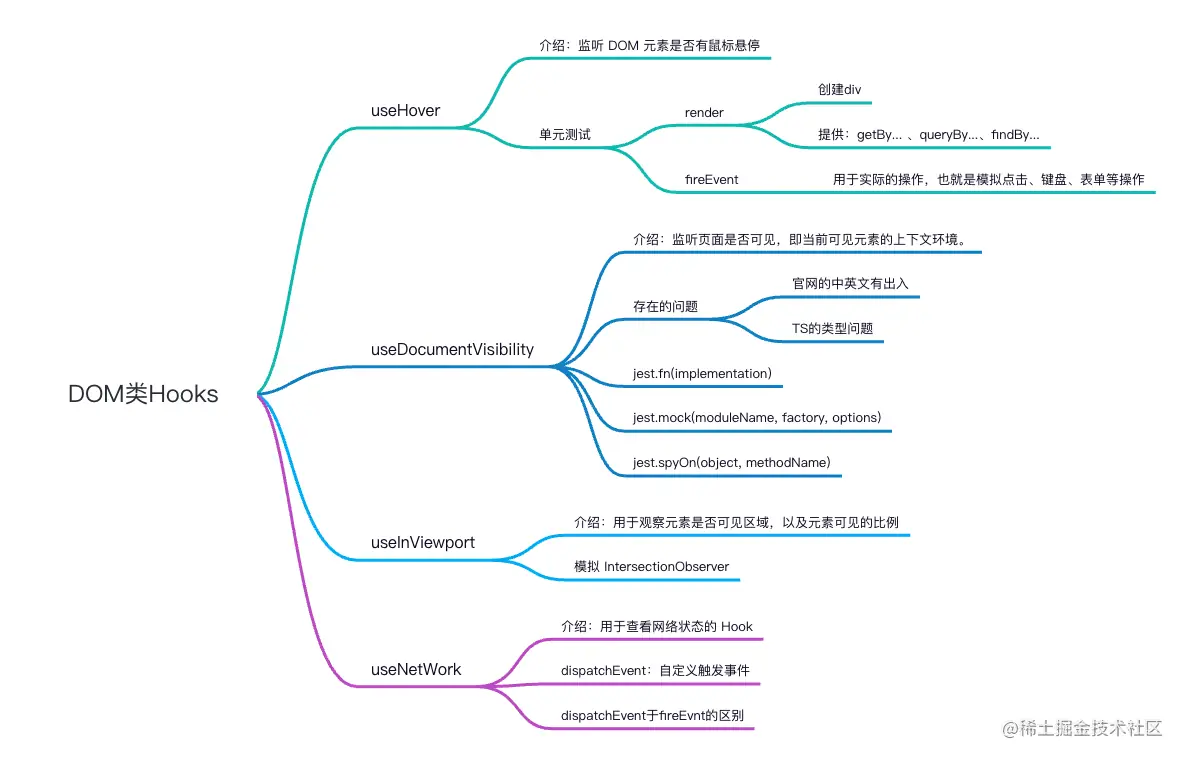 DOM类Hooks
useHover
介绍：监听 DOM 元素是否有鼠标悬停
单元测试
render
创建div
提供：getBy... 、queryBy...、findBy...
fireEvent
用于实际的操作，也就是模拟点击、键盘、表单等操作
useDocumentVisibility
介绍：监听页面是否可见，即当前可见元素的上下文环境。
存在的问题
官网的中英文有出入
TS的类型问题
jest.fn(implementation)
jest.mock(moduleName, factory, options)
jest.spyOn(object, methodName)
useInViewport
介绍：用于观察元素是否可见区域，以及元素可见的比例
模拟 IntersectionObserver
useNetWork
介绍：用于查看网络状态的 Hook
dispatchEvent：自定义触发事件
dispatchEvent于fireEvnt的区别
@稀土掘金技术社区